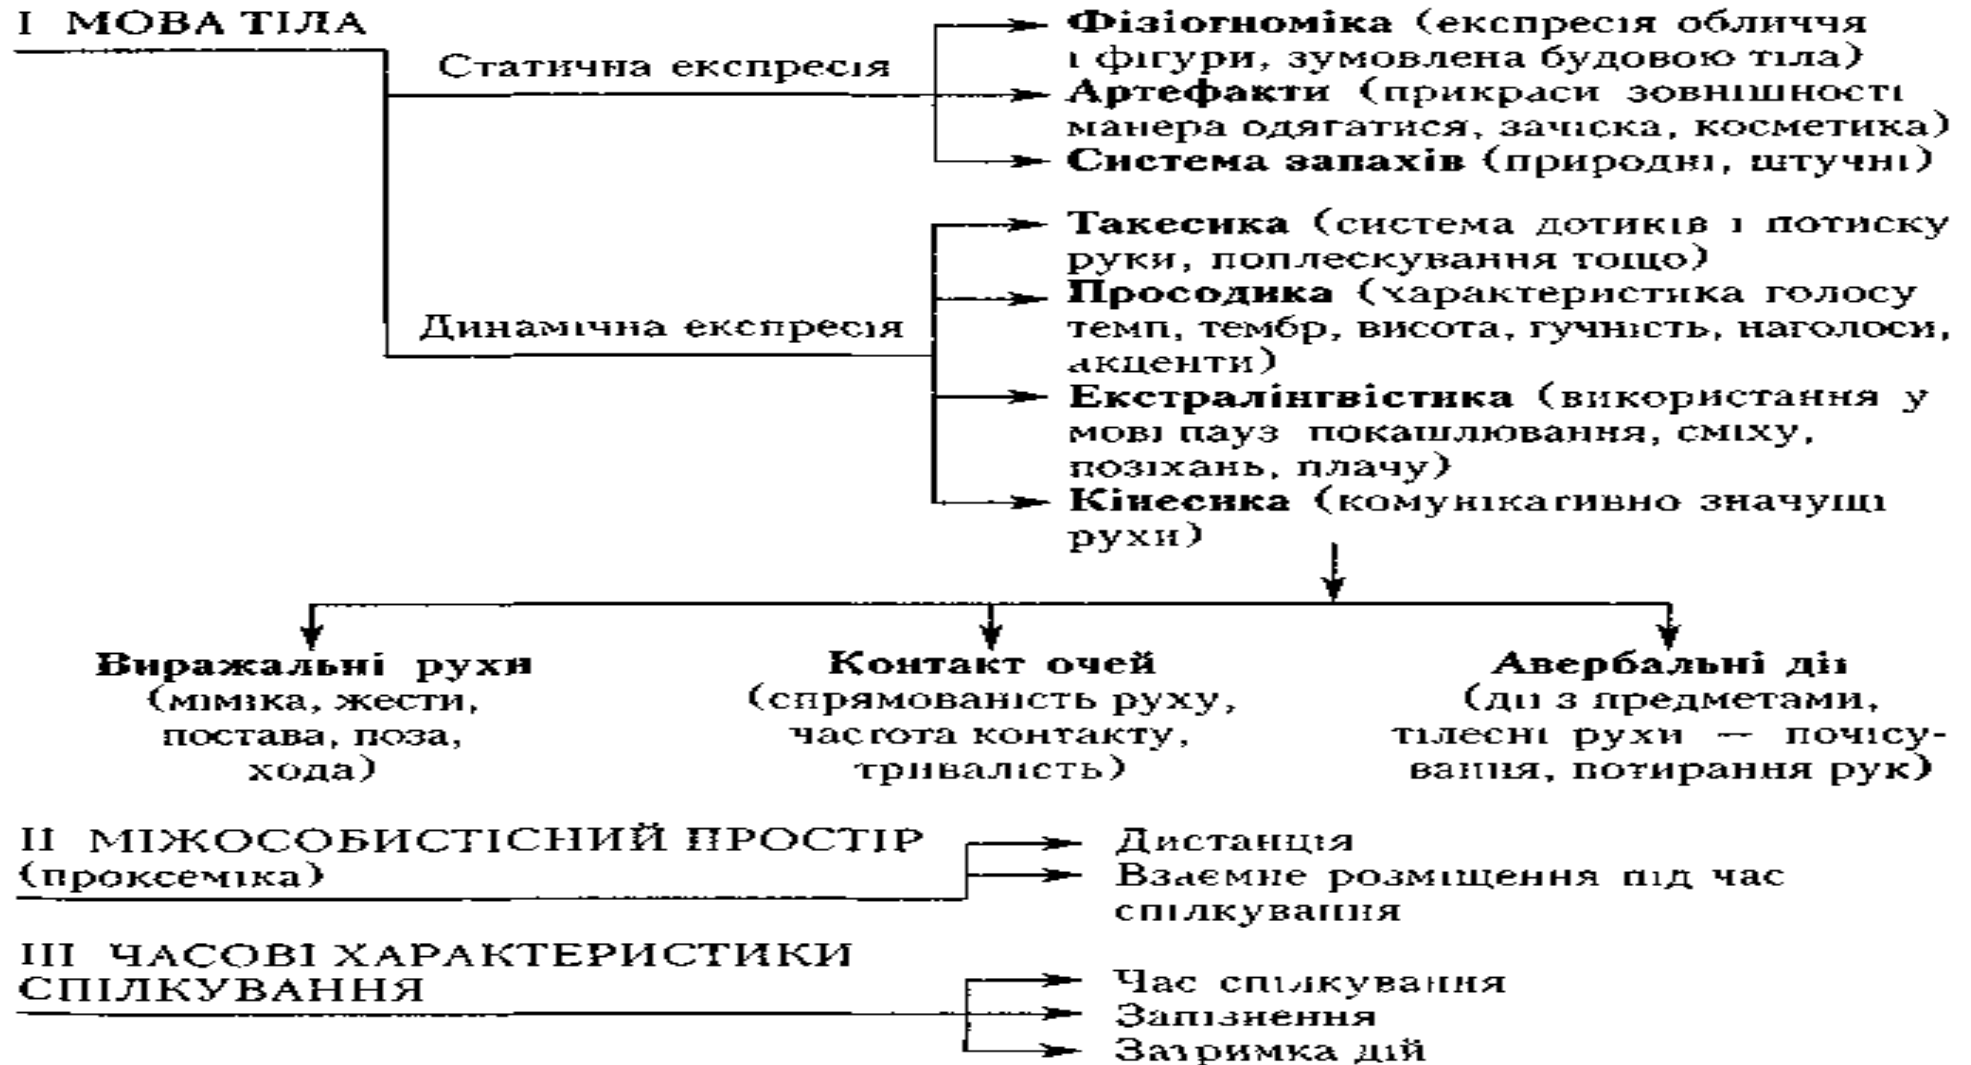 І МОВА ТІЛА
Статична експресія
Фізіогноміка (експресія обличчя
і фігури, зумовлена будовою тіла)
Артефакти (прикраси зовнішності
манера одягатися, зачіска, косметика)
Система запахів (природні, штучні)
Динамічна експресія
Такесика (система дотиків і потиску
руки, поплескування тощо)
Просодика (характеристика голосу
темп, тембр, висота, гучність, наголоси,
акценти)
Екстралінгвістика (використання у
мові пауз покашлювання, сміху,
позіхань, плачу)
Кінесика (комунікативно значущі
рухи)
Виражальні рухи
(міміка, жести,
постава, поза,
хода)
Контакт очей
(спрямованість руху,
частота контакту,
тривалість)
Авербальні дії
(дії з предметами,
тілесні рухи — почісу-
вання, потирання рук)
ІІ МІЖОСОБИСТІСНИЙ ПРОСТІР
(проксеміка)
Дистанція
Взаємне розміщення під час
спілкування
ІІІ ЧАСОВІ ХАРАКТЕРИСТИКИ
СПІЛКУВАННЯ
Час спілкування
Запізнення
Затримка дій